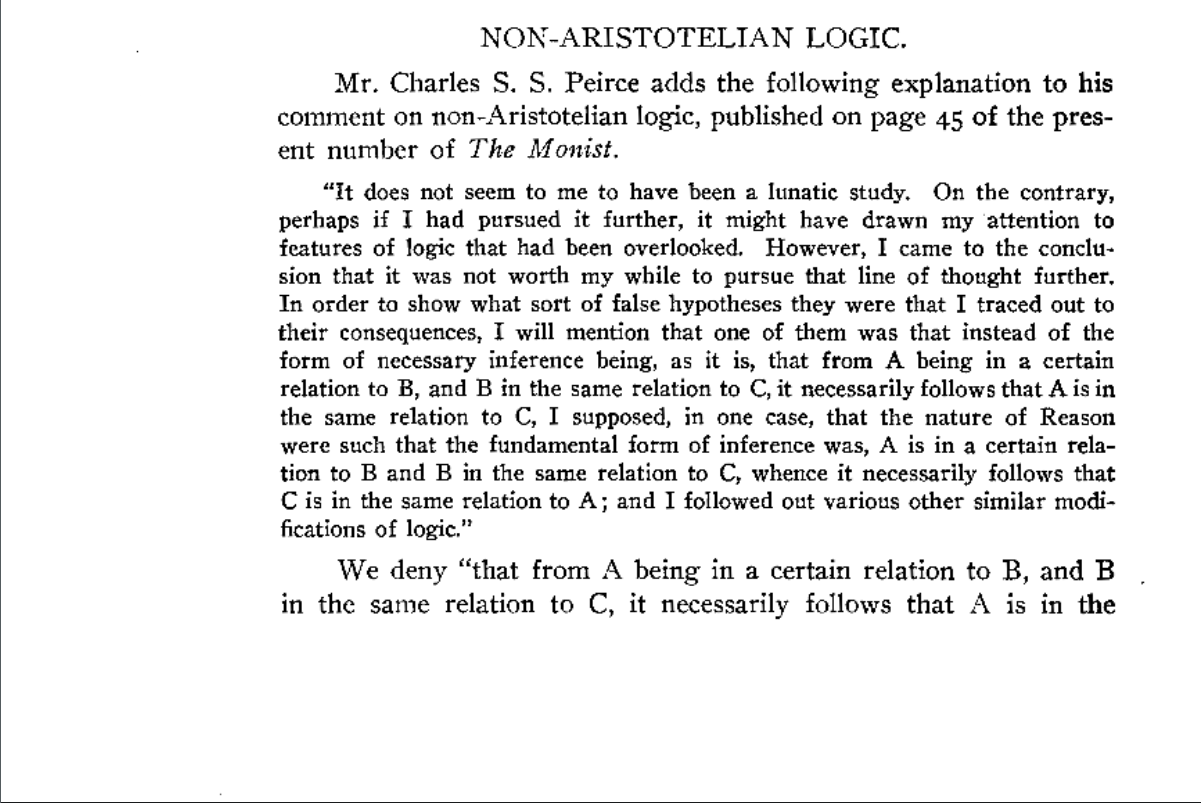 NON-ARISTOTELIAN LOGIC.
Mr. Charles S. S. Peirce adds the following explanation to his
comment on non-Aristotelian logic, published on page 45 of the pres-
ent number of The Monist.
“It does not seem to me to have been a lunatic study. On the contrary,
perhaps if I had pursued it further, it might have drawn my attention to
features of logic that had been overlooked. However, I came to the conclu-
sion that it was not worth my while to pursue that line of thought further.
In order to show what sort of false hypotheses they were that I traced out to
their consequences, I will mention that one of them was that instead of the
form of necessary inference being, as it is, that from A being in a certain
relation to B, and B in the same relation to C, it necessarily follows that A is in
the same relation to C, I supposed, in one case, that the nature of Reason
were such that the fundamental form of inference was, A is in a certain rela-
tion to B and B in the same relation to C, whence it necessarily follows that
C is in the same relation to A; and I followed out various other similar modi-
fications of logic.”
We deny “that from A being in a certain relation to B, and B
in the same relation to C, it necessarily follows that A is in the